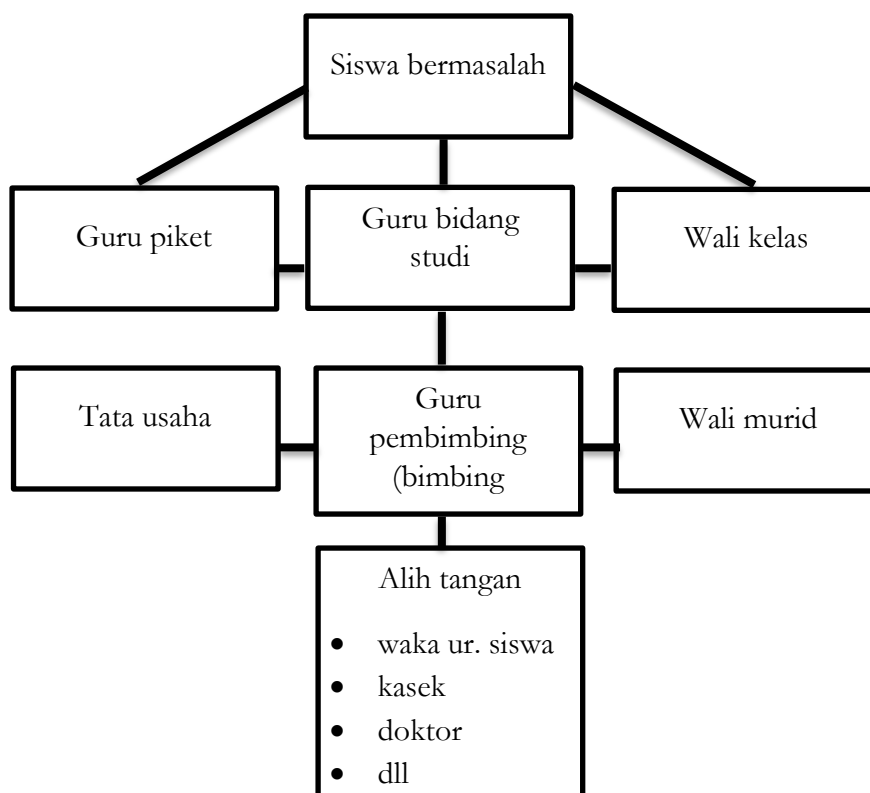 Siswa bermasalah
Guru piket
Guru bidang
studi
Wali kelas
Tata usaha
Guru
pembimbing
(bimbing
Wali murid
Alih tangan
• waka ur. siswa
• kasek
• doktor
• dll